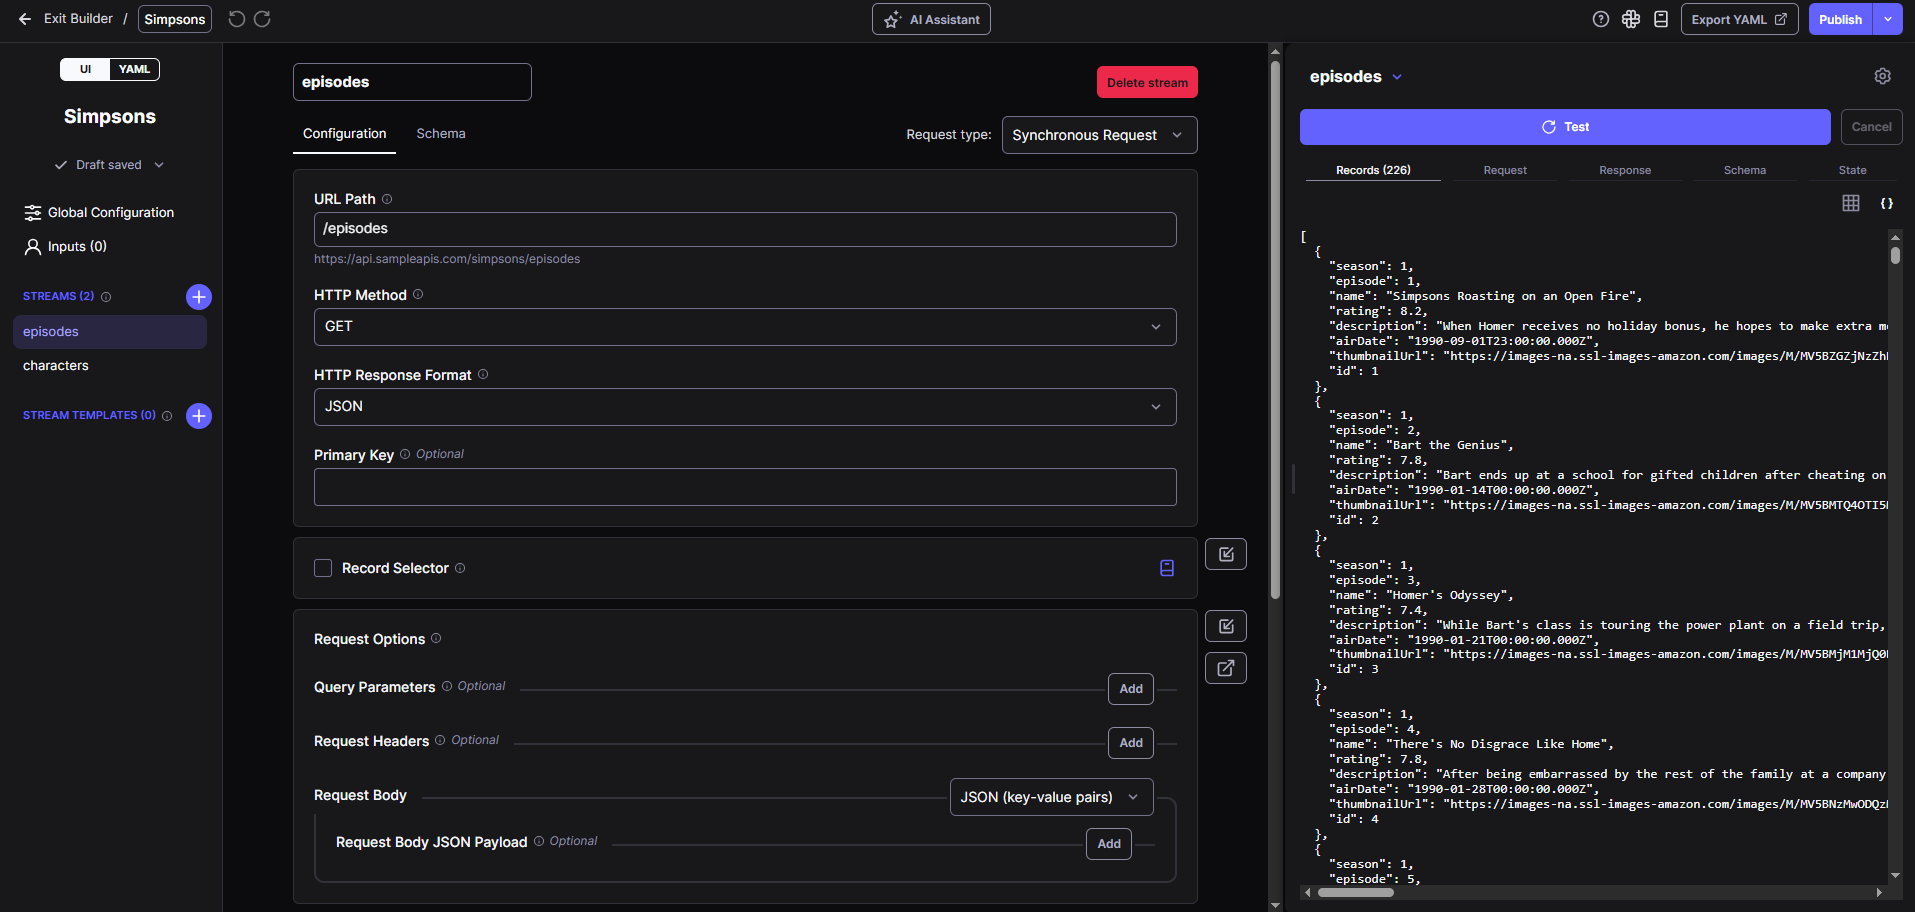 Exit Builder / Simpsons
AI Assistant
Export YAML
Publish
UI YAML
Simpsons
Draft saved
Global Configuration
Inputs (0)
STREAMS (2)
episodes
characters
STREAM TEMPLATES (0)
episodes
Delete stream
Configuration Schema
Request type: Synchronous Request
URL Path
/episodes
https://api.sampleapis.com/simpsons/episodes
HTTP Method
GET
HTTP Response Format
JSON
Primary Key Optional
Record Selector
Request Options
Query Parameters Optional
Add
Request Headers Optional
Add
Request Body
JSON (key-value pairs)
Request Body JSON Payload Optional
Add
episodes
Test
Cancel
Records (226) Request Response Schema State
{}
[
{
"season": 1,
"episode": 1,
"name": "Simpsons Roasting on an Open Fire",
"rating": 8.2,
"description": "When Homer receives no holiday bonus, he hopes to make extra
"airDate": "1990-09-01T23:00:00.000Z",
"thumbnailUrl": "https://images-na.ssl-images-amazon.com/images/M/MV5BZGZjNzZh
"id": 1
},
{
"season": 1,
"episode": 2,
"name": "Bart the Genius",
"rating": 7.8,
"description": "Bart ends up at a school for gifted children after cheating on
"airDate": "1990-01-14T00:00:00.000Z",
"thumbnailUrl": "https://images-na.ssl-images-amazon.com/images/M/MV5BMTQ4OTI5
"id": 2
},
{
"season": 1,
"episode": 3,
"name": "Homer's Odyssey",
"rating": 7.4,
"description": "While Bart's class is touring the power plant on a field trip,
"airDate": "1990-01-21T00:00:00.000Z",
"thumbnailUrl": "https://images-na.ssl-images-amazon.com/images/M/MV5BMjM1MjQ0
"id": 3
},
{
"season": 1,
"episode": 4,
"name": "There's No Disgrace Like Home",
"rating": 7.8,
"description": "After being embarrassed by the rest of the family at a company
"airDate": "1990-01-28T00:00:00.000Z",
"thumbnailUrl": "https://images-na.ssl-images-amazon.com/images/M/MV5BNzMwODQz
"id": 4
},
{
"season": 1,
"episode": 5,